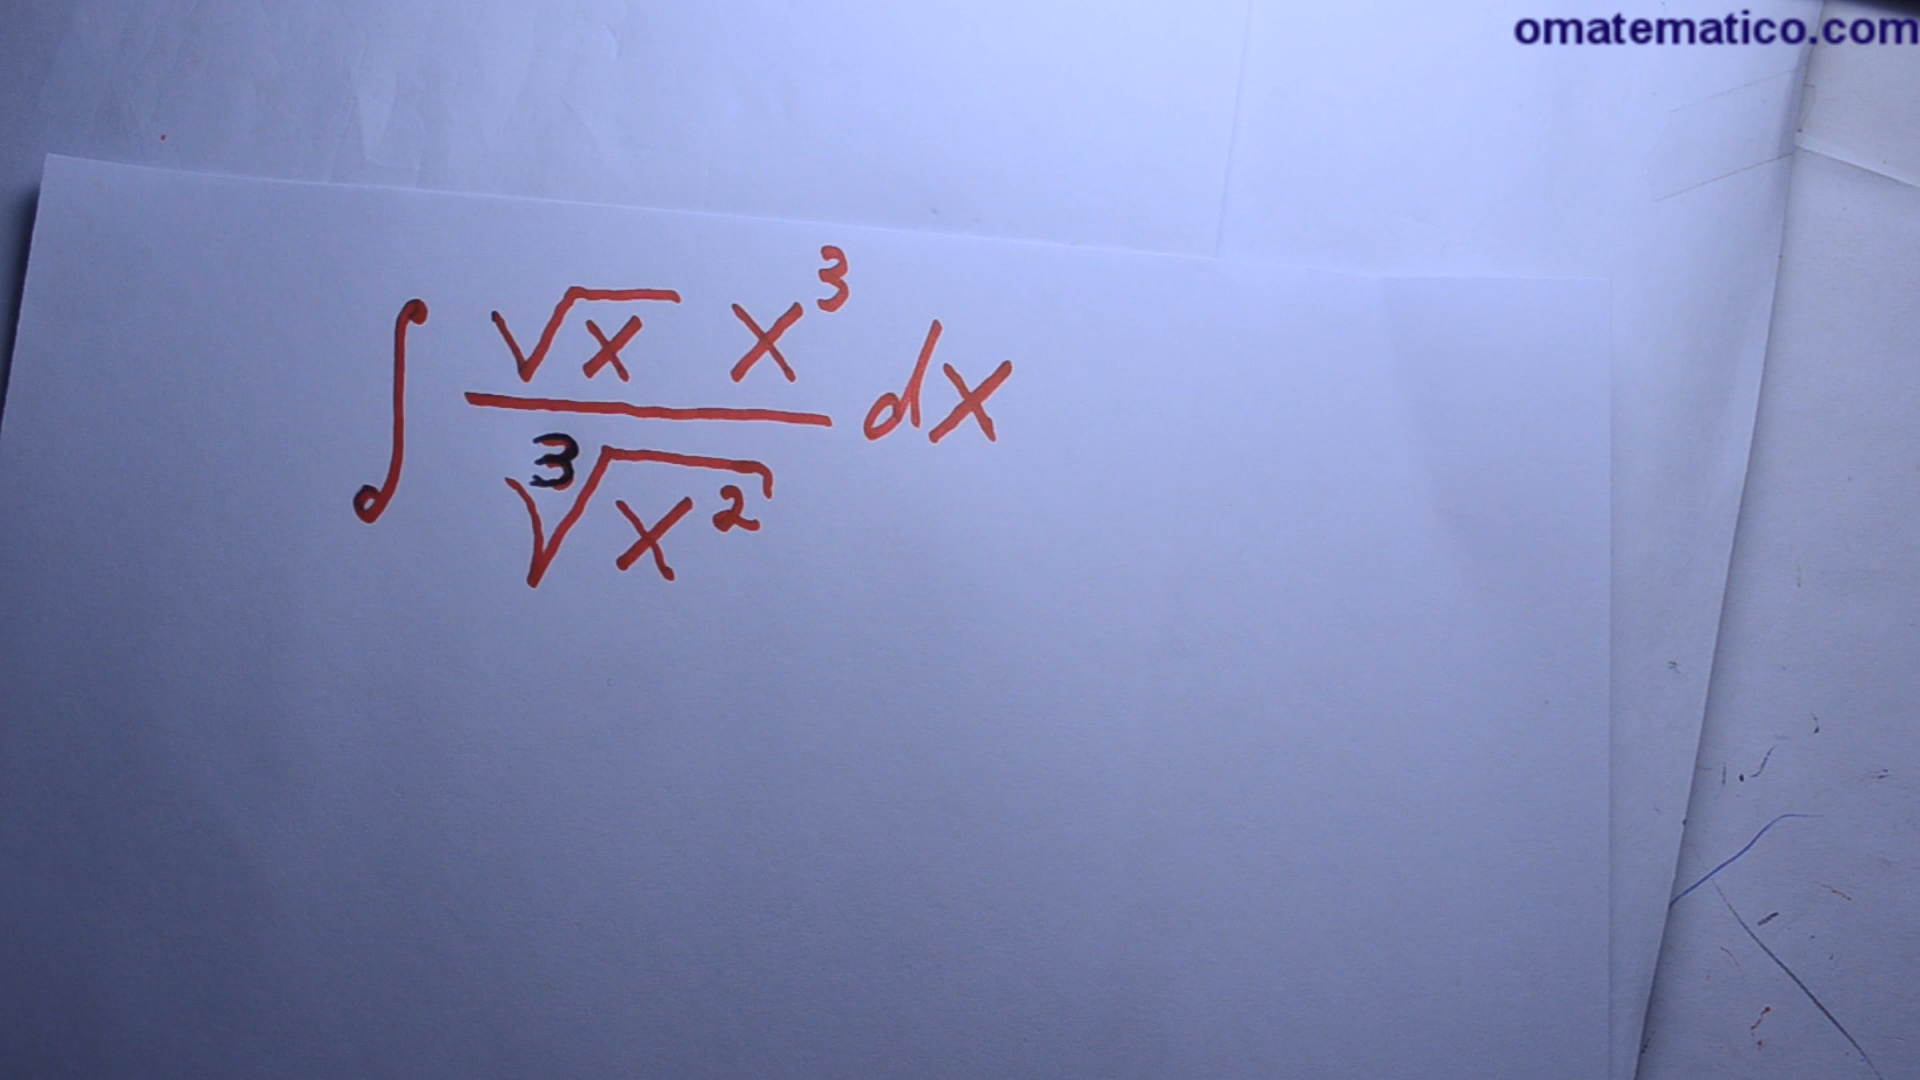 omatematico.com
∫ √x x³ / ∛x² dx